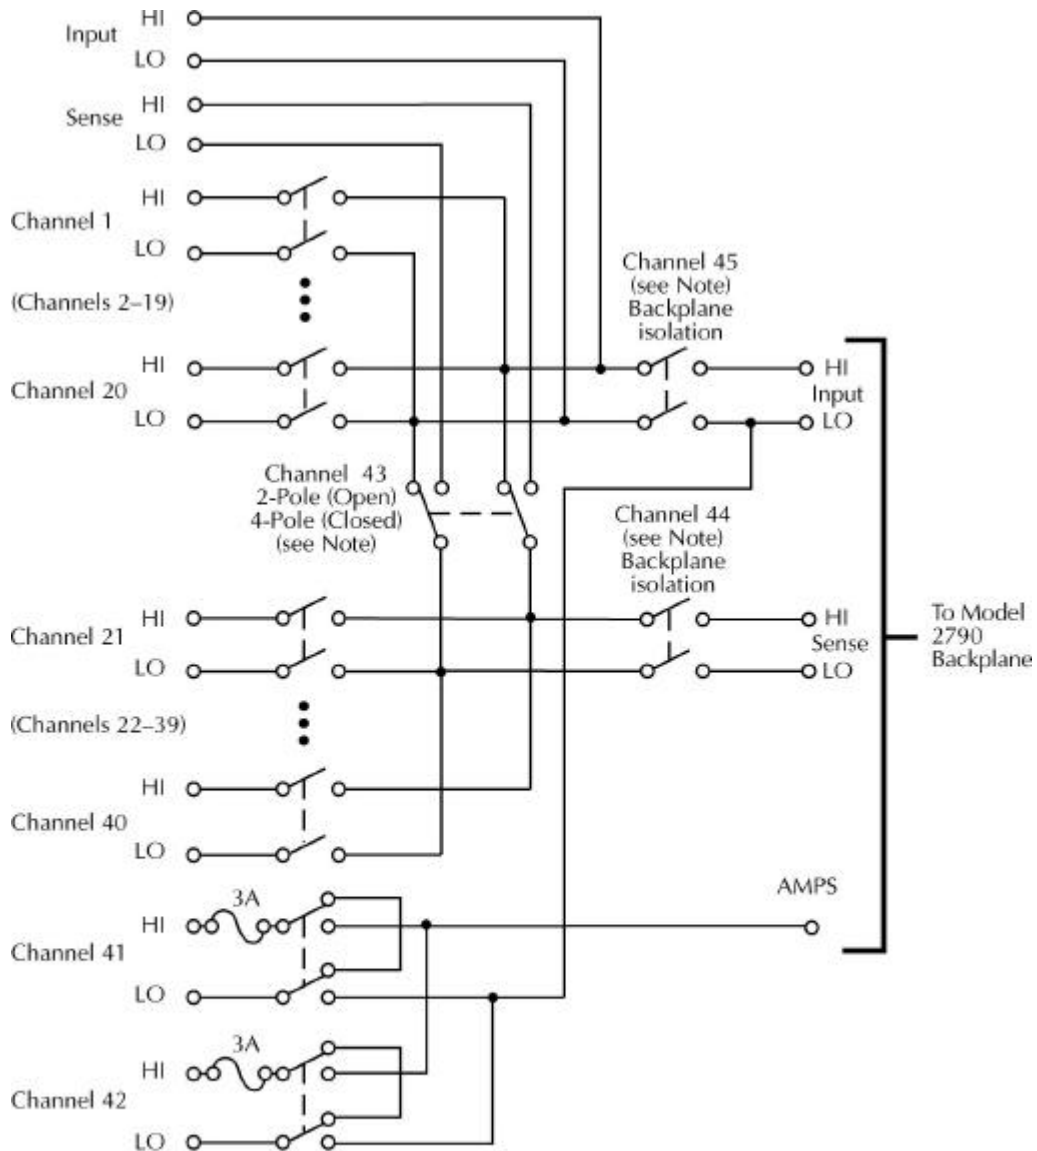 Input
HI
LO
Sense
HI
LO
Channel 1
HI
LO
(Channels 2–19)
Channel 20
HI
LO
Channel 45
(see Note)
Backplane
isolation
HI
Input
LO
Channel 43
2-Pole (Open)
4-Pole (Closed)
(see Note)
Channel 44
(see Note)
Backplane
isolation
Channel 21
HI
LO
HI
Sense
LO
To Model
2790
Backplane
(Channels 22–39)
Channel 40
HI
LO
AMPS
Channel 41
HI
3A
LO
Channel 42
HI
3A
LO